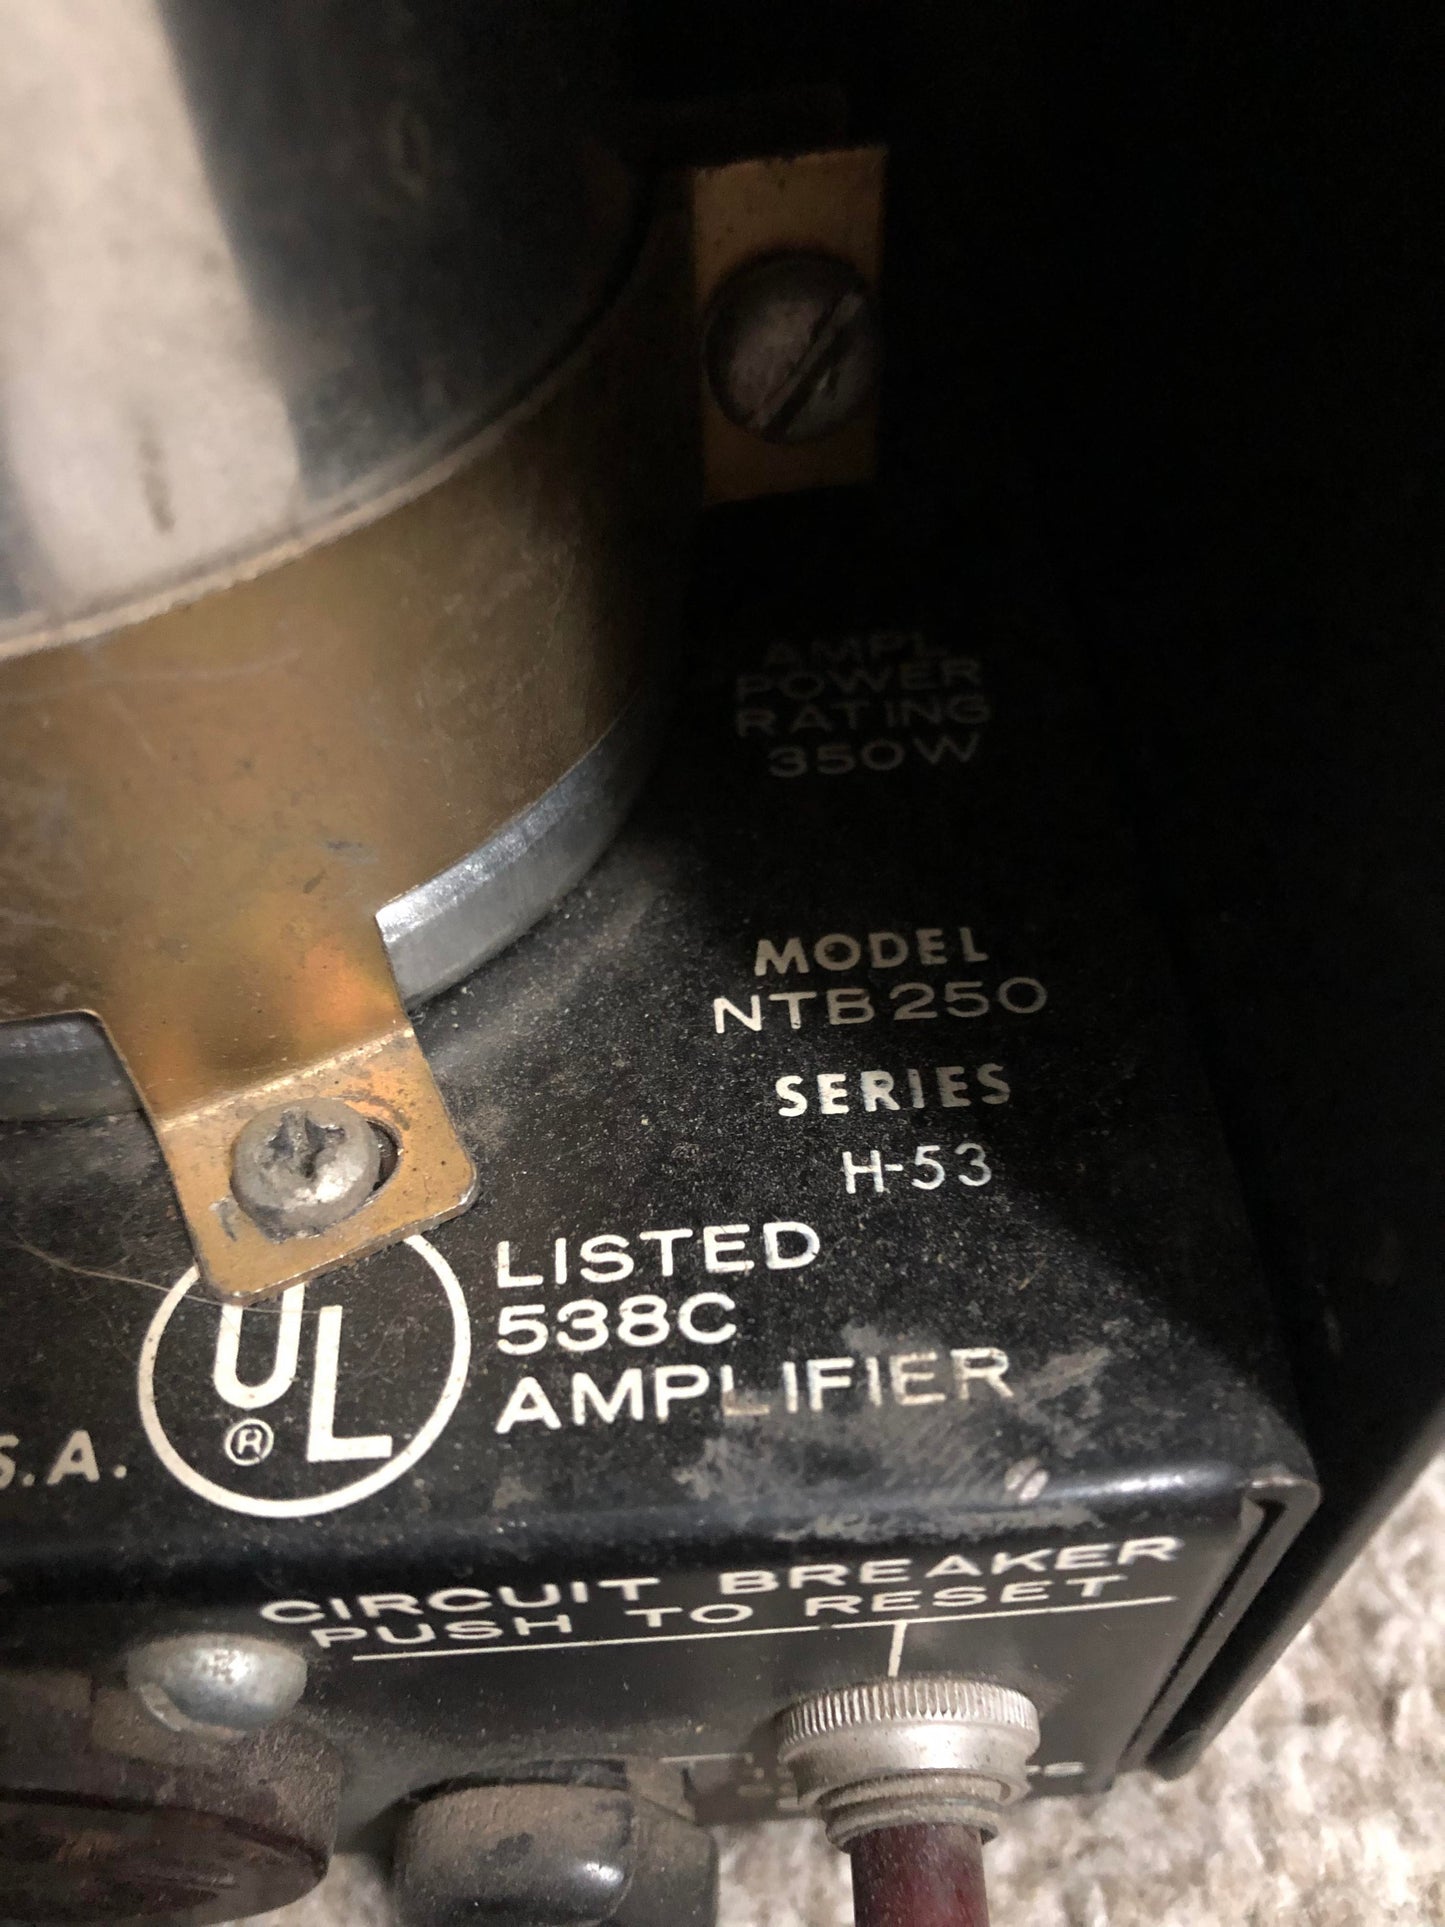 AMPL
POWER
RATING
350W
MODEL
NTB250
SERIES
H-53
UL
®
LISTED
538C
AMPLIFIER
S.A.
CIRCUIT BREAKER
PUSH TO RESET